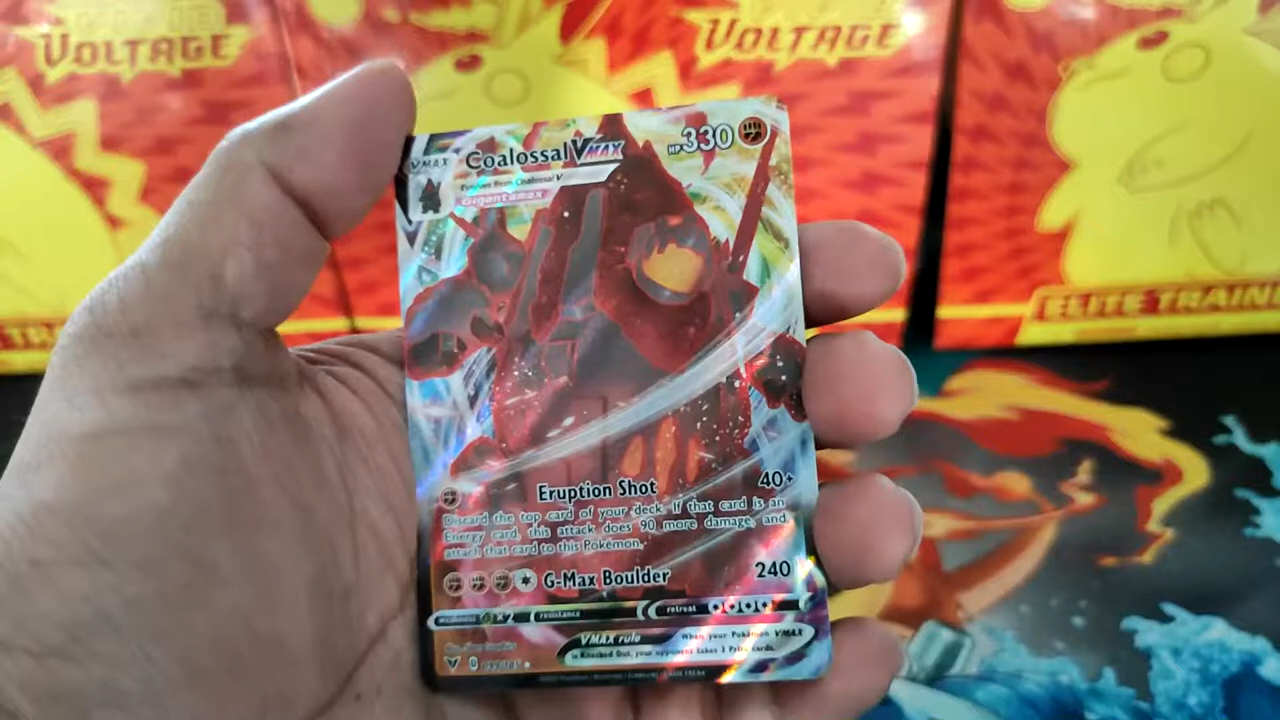 VOLTAGE
VOLTAGE
ELITE TRAIN
VMAX
Coalossal VMAX
HP 330
Evolves from Coalossal V
Gigantamax
Eruption Shot 40+
Discard the top card of your deck. If that card is an
Energy card, this attack does 90 more damage, and
attach that card to this Pokémon.
G-Max Boulder 240
weakness x2 resistance retreat
VMAX rule When your Pokémon VMAX
is Knocked Out, your opponent takes 3 Prize cards.